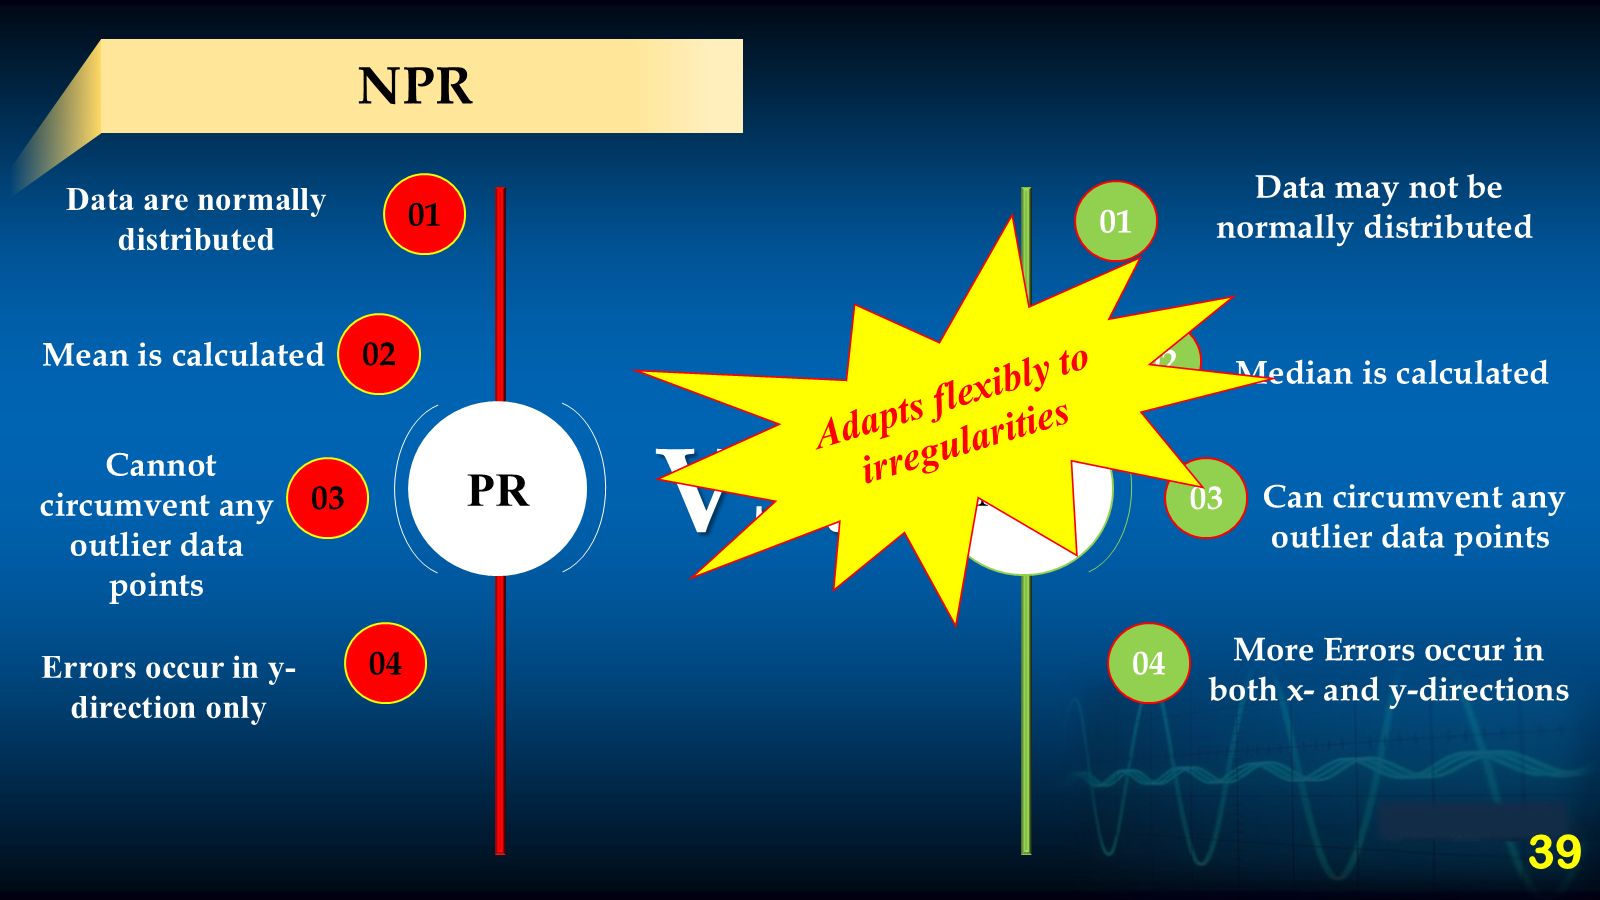 NPR
Data are normally
distributed
01
Mean is calculated
02
Cannot
circumvent any
outlier data
points
03
Errors occur in y-
direction only
04
PR
Adapts flexibly to
irregularities
01
Data may not be
normally distributed
Median is calculated
03
Can circumvent any
outlier data points
04
More Errors occur in
both x- and y-directions
39